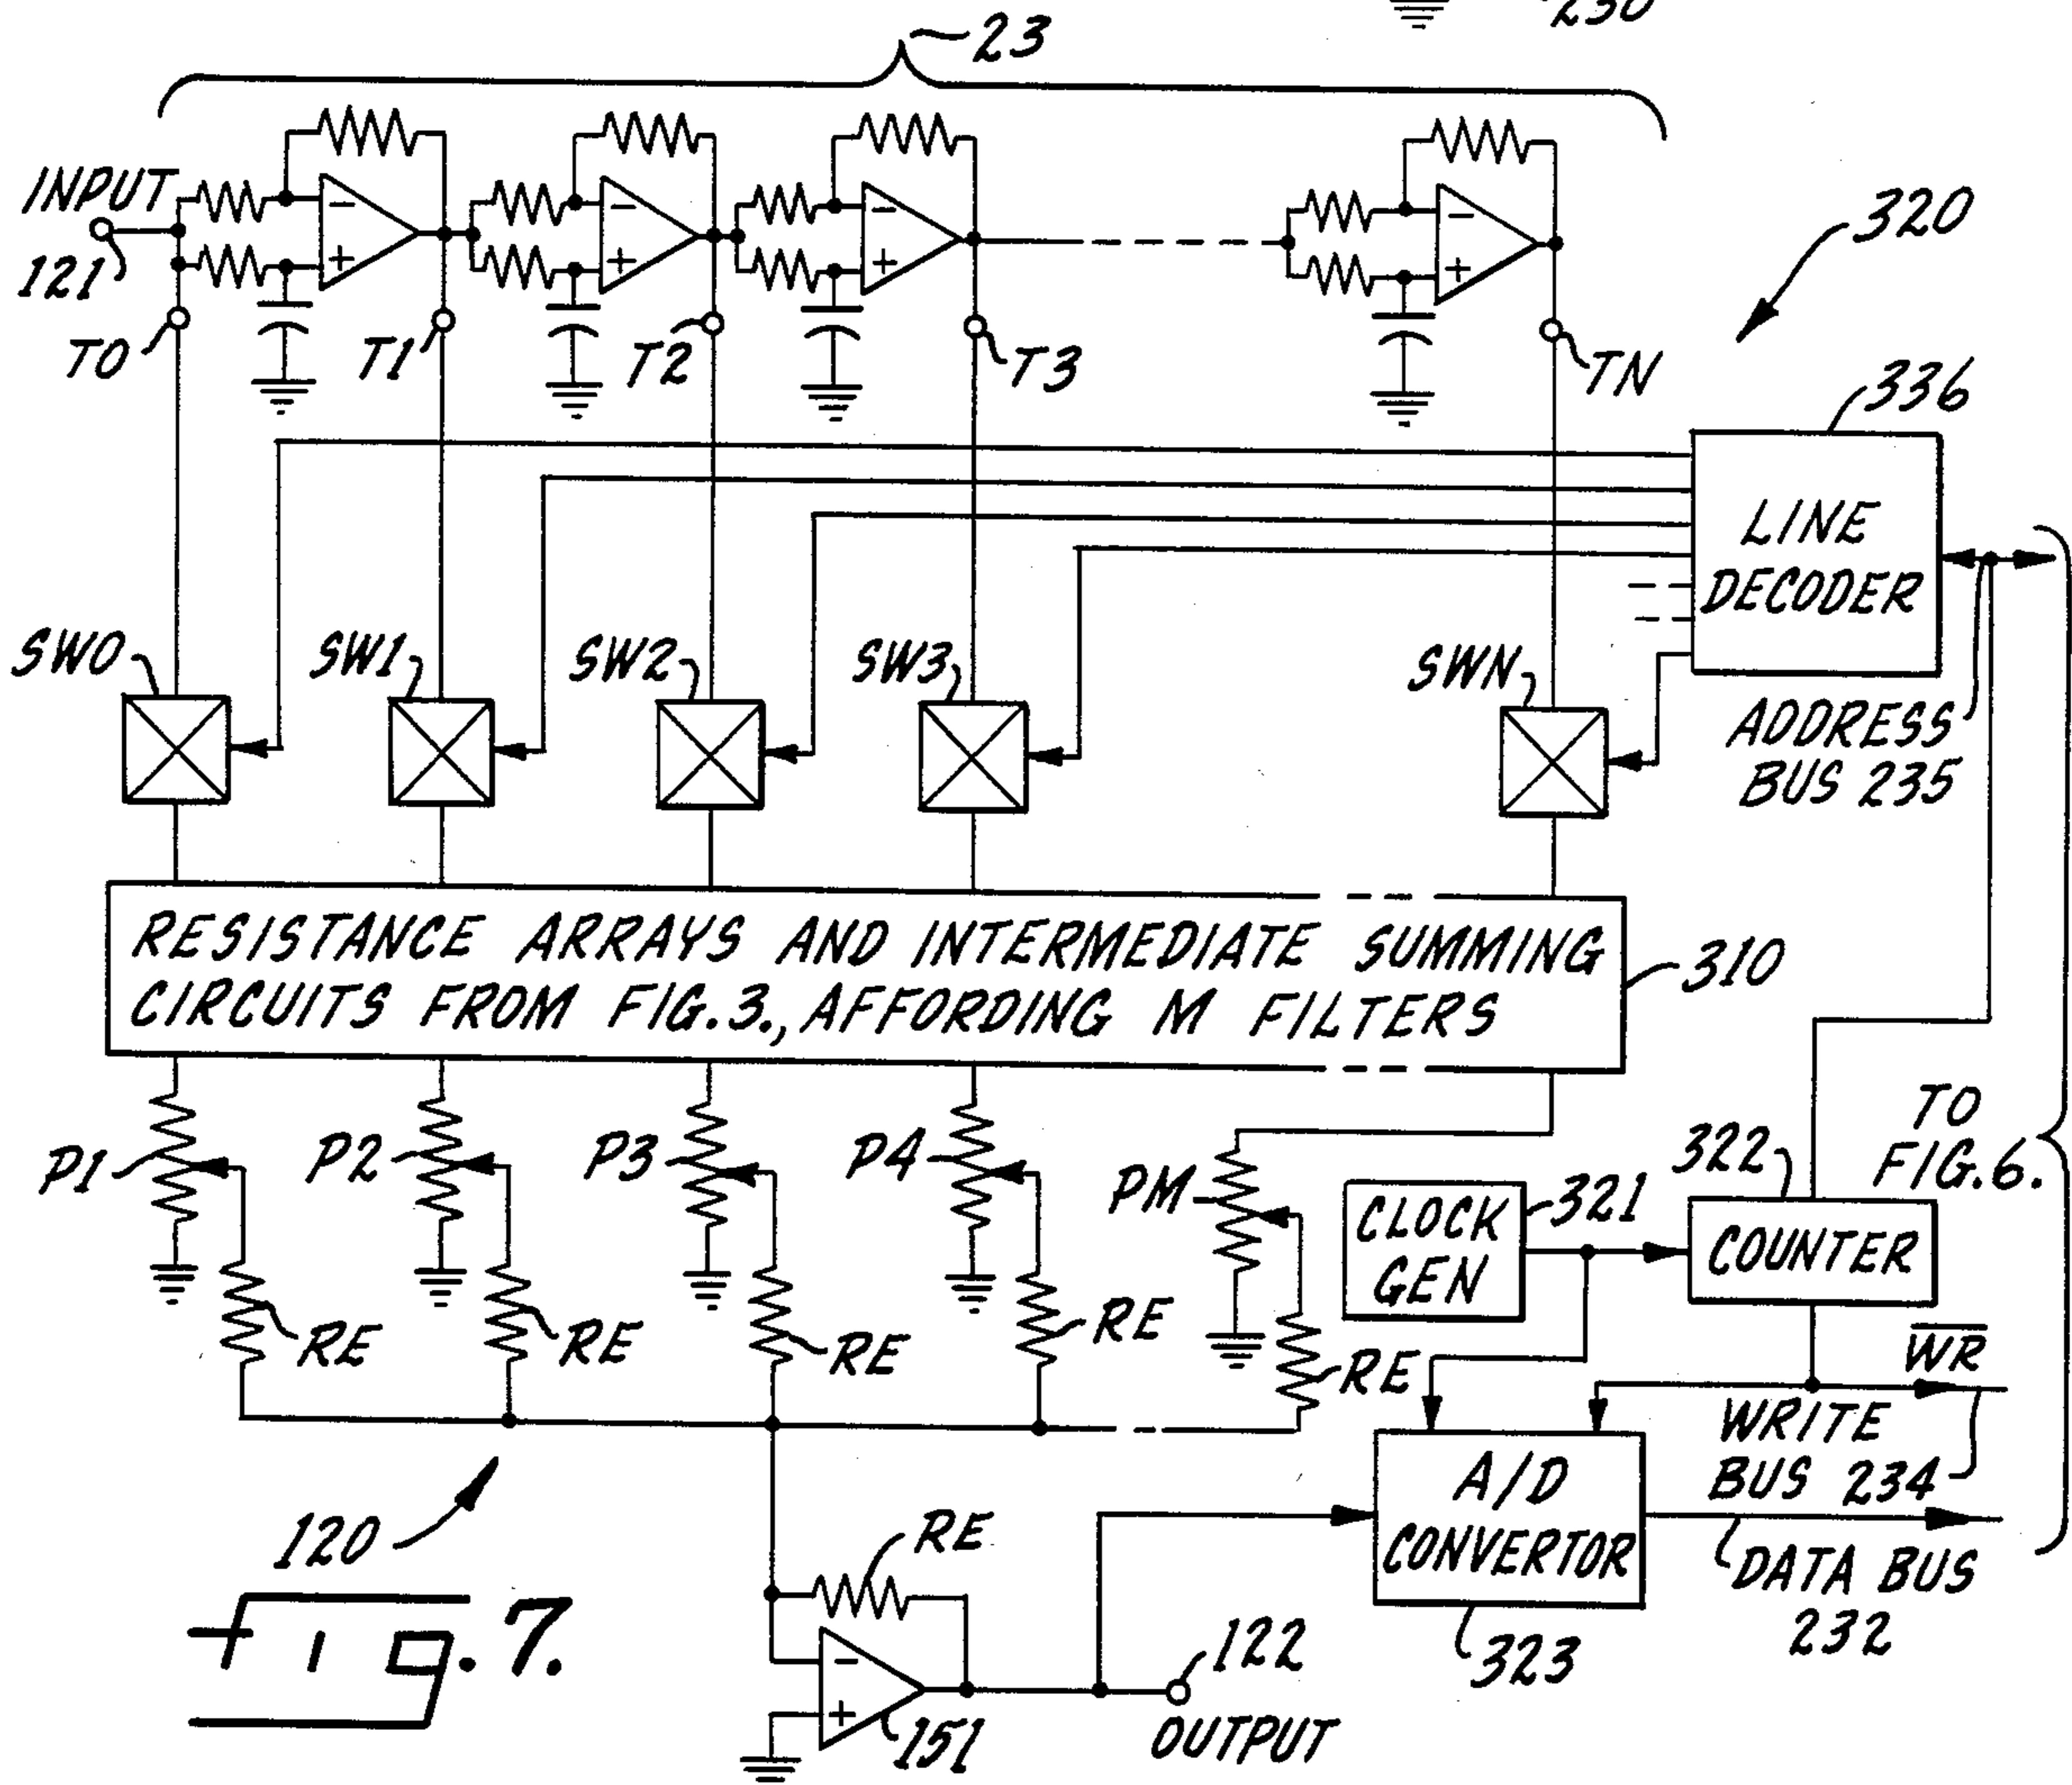 230
23
INPUT
121
T0
T1
T2
T3
TN
320
336
LINE
DECODER
SW0
SW1
SW2
SW3
SWN
ADDRESS
BUS 235
RESISTANCE ARRAYS AND INTERMEDIATE SUMMING
CIRCUITS FROM FIG.3., AFFORDING M FILTERS
310
P1
P2
P3
P4
PM
CLOCK
GEN
321
322
COUNTER
TO
FIG.6.
RE
RE
RE
RE
RE
WR
WRITE
BUS 234
A/D
CONVERTOR
323
DATA BUS
232
120
RE
-
+
151
122
OUTPUT
Fig. 7.